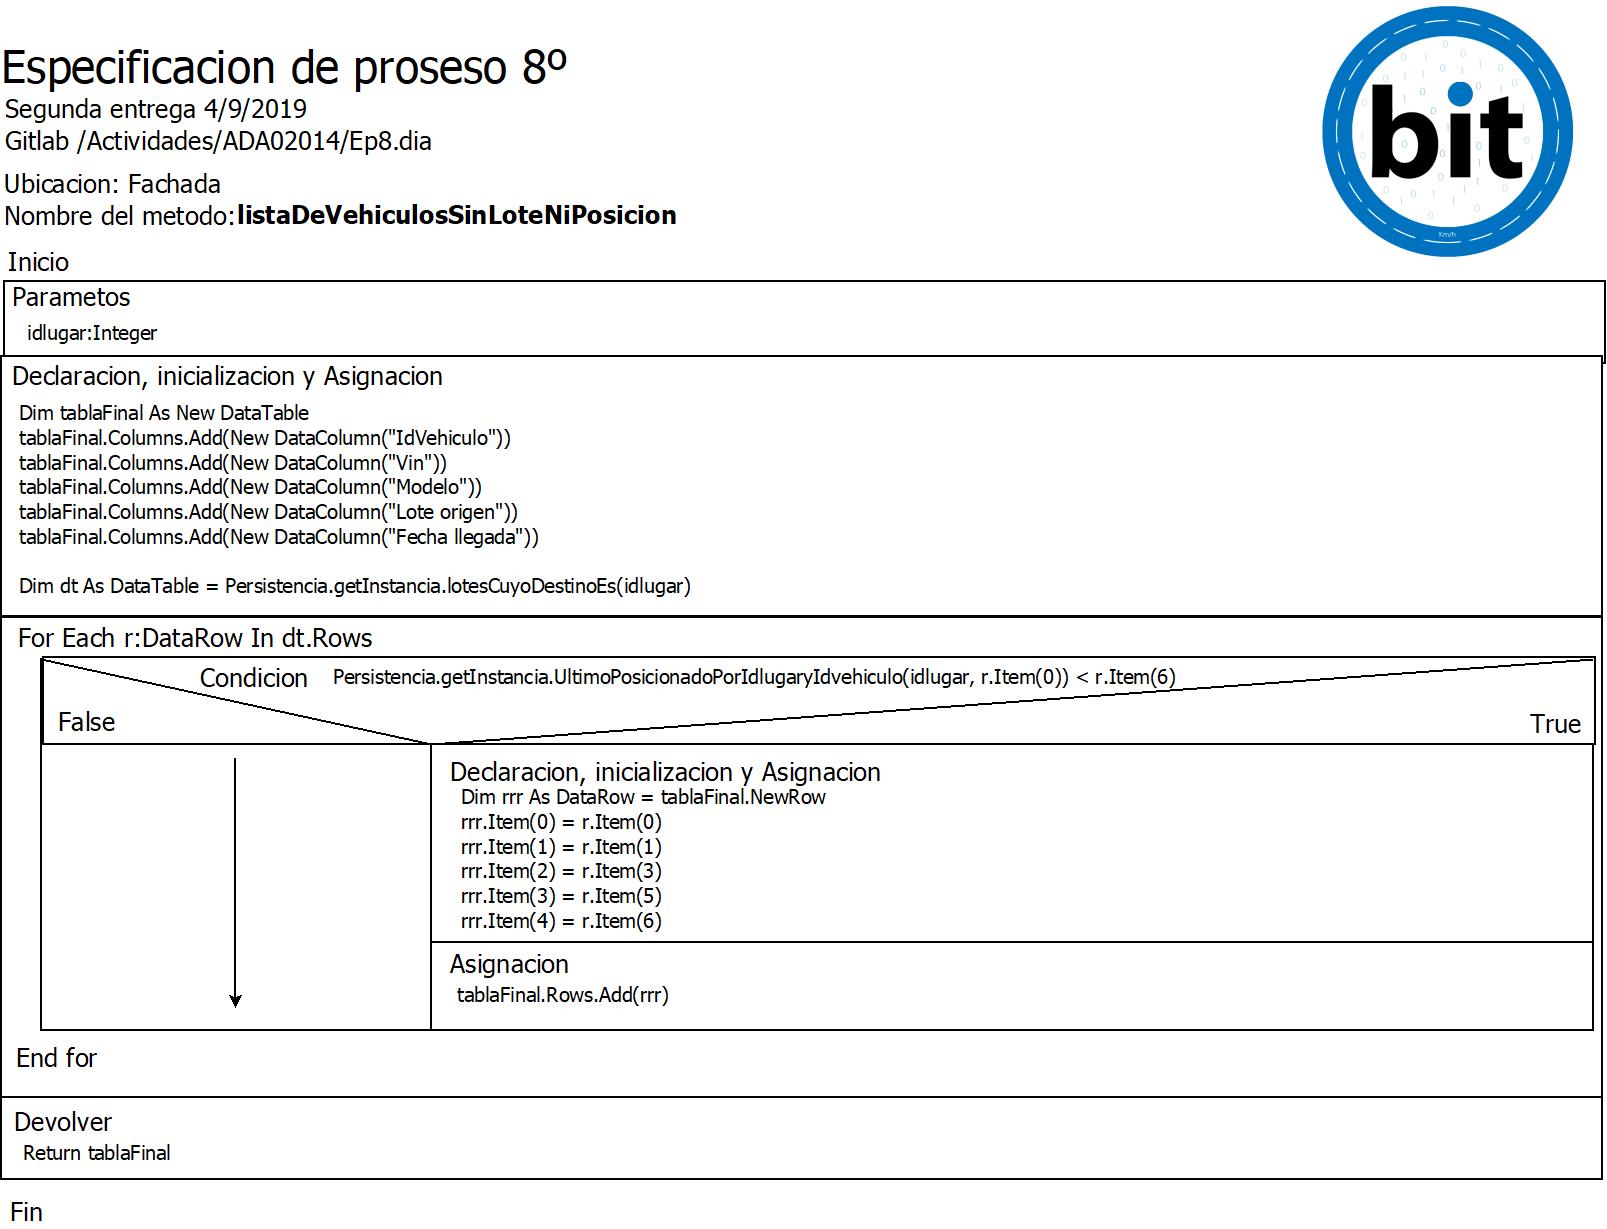 Especificacion de proseso 8º
Segunda entrega 4/9/2019
Gitlab /Actividades/ADA02014/Ep8.dia
Ubicacion: Fachada
Nombre del metodo:listaDeVehiculosSinLoteNiPosicion
bit
Km/h
Inicio
Parametos
idlugar:Integer
Declaracion, inicializacion y Asignacion
Dim tablaFinal As New DataTable
tablaFinal.Columns.Add(New DataColumn("IdVehiculo"))
tablaFinal.Columns.Add(New DataColumn("Vin"))
tablaFinal.Columns.Add(New DataColumn("Modelo"))
tablaFinal.Columns.Add(New DataColumn("Lote origen"))
tablaFinal.Columns.Add(New DataColumn("Fecha llegada"))
Dim dt As DataTable = Persistencia.getInstancia.lotesCuyoDestinoEs(idlugar)
For Each r:DataRow In dt.Rows
Condicion Persistencia.getInstancia.UltimoPosicionadoPorIdlugaryIdvehiculo(idlugar, r.Item(0)) < r.Item(6)
False
True
Declaracion, inicializacion y Asignacion
Dim rrr As DataRow = tablaFinal.NewRow
rrr.Item(0) = r.Item(0)
rrr.Item(1) = r.Item(1)
rrr.Item(2) = r.Item(3)
rrr.Item(3) = r.Item(5)
rrr.Item(4) = r.Item(6)
Asignacion
tablaFinal.Rows.Add(rrr)
End for
Devolver
Return tablaFinal
Fin